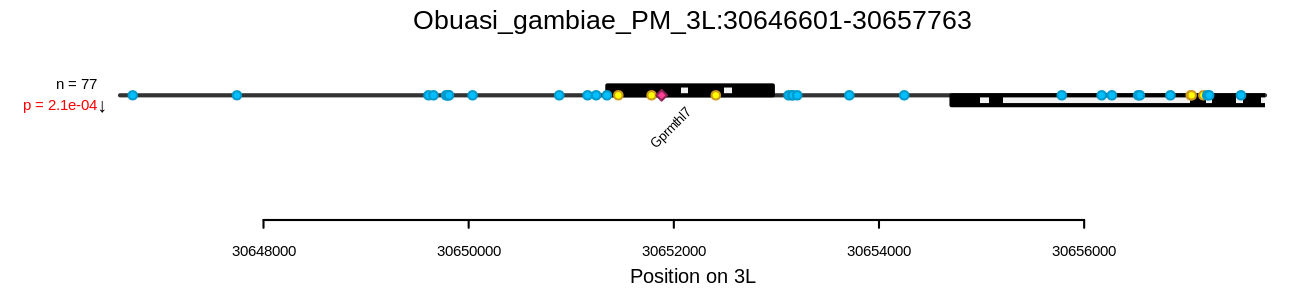 Obuasi_gambiae_PM_3L:30646601-30657763
n = 77
p = 2.1e-04↓
Gprmthl7
30648000 30650000 30652000 30654000 30656000
Position on 3L